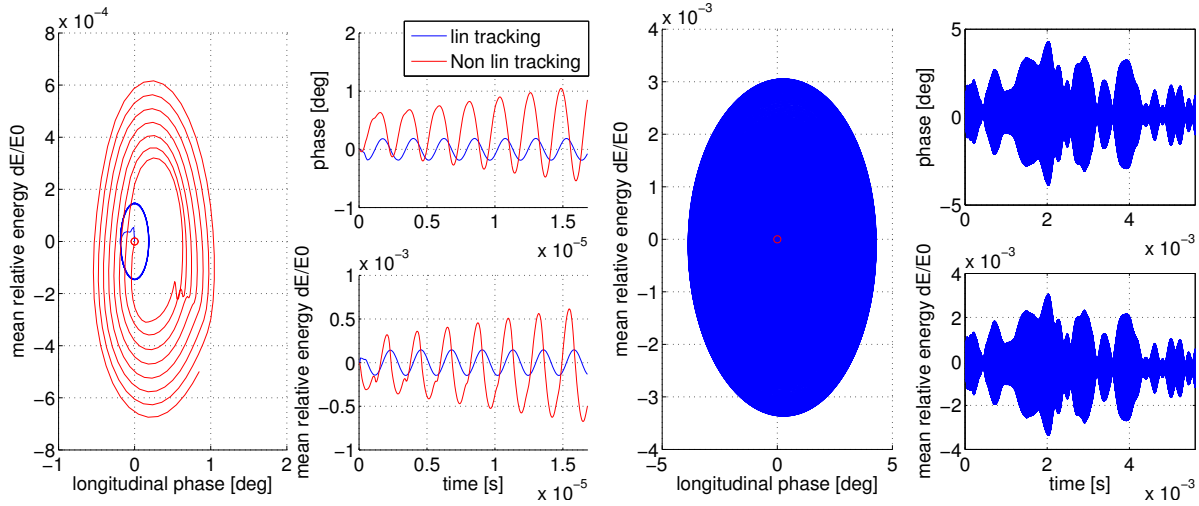 x 10⁻⁴
8
6
4
2
0
−2
−4
−6
−8
−1
0
1
2
mean relative energy dE/E0
longitudinal phase [deg]
2
1
0
−1
0
0.5
1
1.5
x 10⁻⁵
phase [deg]
lin tracking
Non lin tracking
x 10⁻³
1
0.5
0
−0.5
−1
0
0.5
1
1.5
x 10⁻⁵
mean relative energy dE/E0
time [s]
x 10⁻³
4
3
2
1
0
−1
−2
−3
−4
−5
0
5
mean relative energy dE/E0
longitudinal phase [deg]
5
0
−5
0
2
4
x 10⁻³
phase [deg]
x 10⁻³
4
2
0
−2
−4
0
2
4
x 10⁻³
mean relative energy dE/E0
time [s]